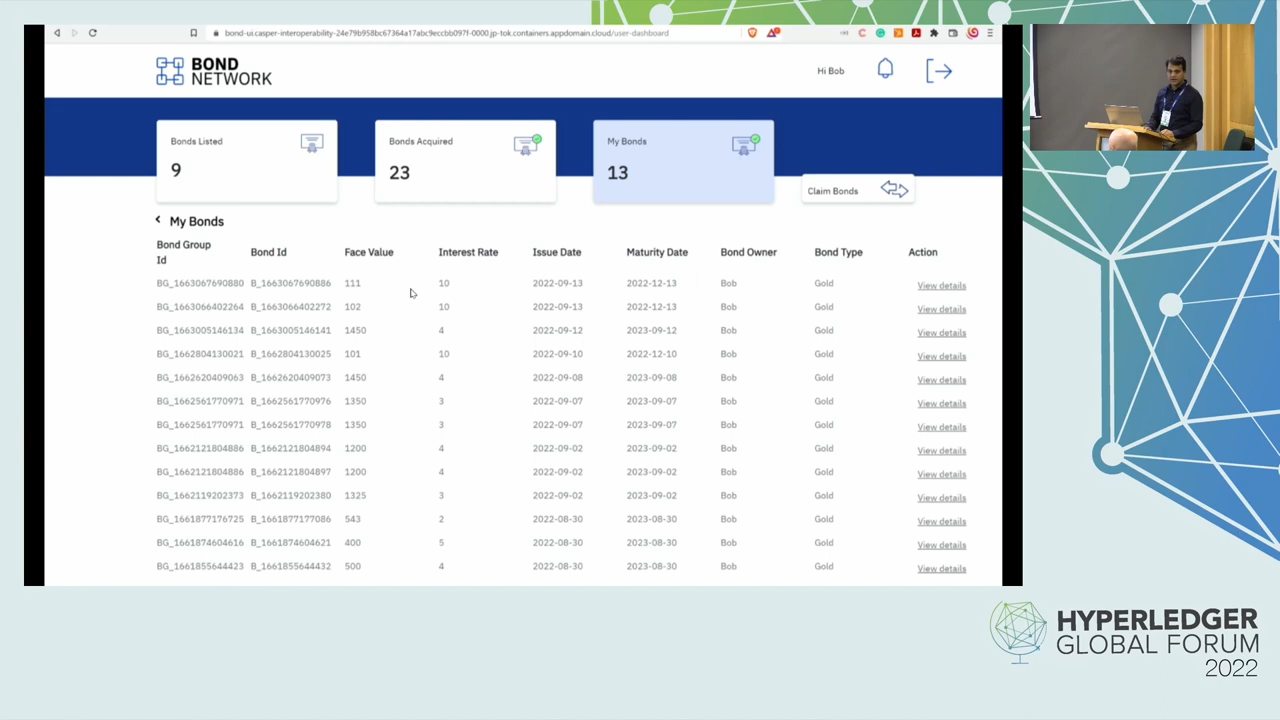 bond-ui.casper-interoperability-24e79b958bc67364a17abc9eccbb097f-0000.jp-tok.containers.appdomain.cloud/user-dashboard
BOND
NETWORK
Hi Bob
Bonds Listed
9
Bonds Acquired
23
My Bonds
13
Claim Bonds
My Bonds
Bond Group Id Bond Id Face Value Interest Rate Issue Date Maturity Date Bond Owner Bond Type Action
BG_1663067690880 B_1663067690886 111 10 2022-09-13 2022-12-13 Bob Gold View details
BG_1663066402264 B_1663066402272 102 10 2022-09-13 2022-12-13 Bob Gold View details
BG_1663005146134 B_1663005146141 1450 4 2022-09-12 2023-09-12 Bob Gold View details
BG_1662804130021 B_1662804130025 101 10 2022-09-10 2022-12-10 Bob Gold View details
BG_1662620409063 B_1662620409073 1450 4 2022-09-08 2023-09-08 Bob Gold View details
BG_1662561770971 B_1662561770976 1350 3 2022-09-07 2023-09-07 Bob Gold View details
BG_1662561770971 B_1662561770978 1350 3 2022-09-07 2023-09-07 Bob Gold View details
BG_1662121804886 B_1662121804894 1200 4 2022-09-02 2023-09-02 Bob Gold View details
BG_1662121804886 B_1662121804897 1200 4 2022-09-02 2023-09-02 Bob Gold View details
BG_1662119202373 B_1662119202380 1325 3 2022-09-02 2023-09-02 Bob Gold View details
BG_1661877176725 B_1661877177086 543 2 2022-08-30 2023-08-30 Bob Gold View details
BG_1661874604616 B_1661874604621 400 5 2022-08-30 2023-08-30 Bob Gold View details
BG_1661855644423 B_1661855644432 500 4 2022-08-30 2023-08-30 Bob Gold View details
HYPERLEDGER
GLOBAL FORUM
2022